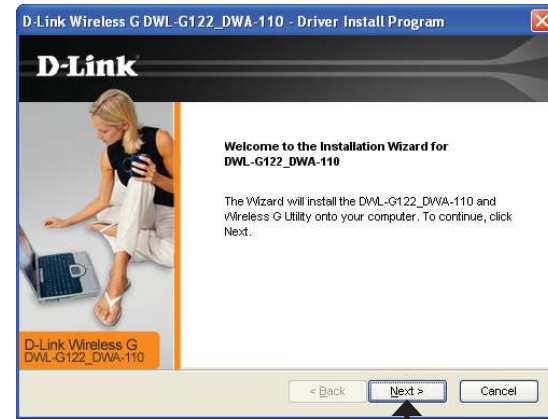 D-Link Wireless G DWL-G122_DWA-110 - Driver Install Program
D-Link
Welcome to the Installation Wizard for
DWL-G122_DWA-110
The Wizard will install the DWL-G122_DWA-110 and
Wireless G Utility onto your computer. To continue, click
Next.
D-Link Wireless G
DWL-G122_DWA-110
< Back
Next >
Cancel